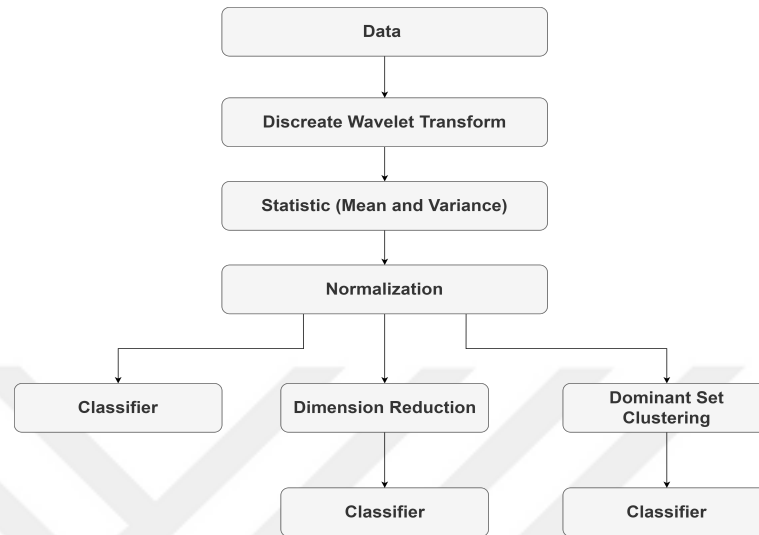 Data
Discreate Wavelet Transform
Statistic (Mean and Variance)
Normalization
Classifier
Dimension Reduction
Dominant Set
Clustering
Classifier
Classifier